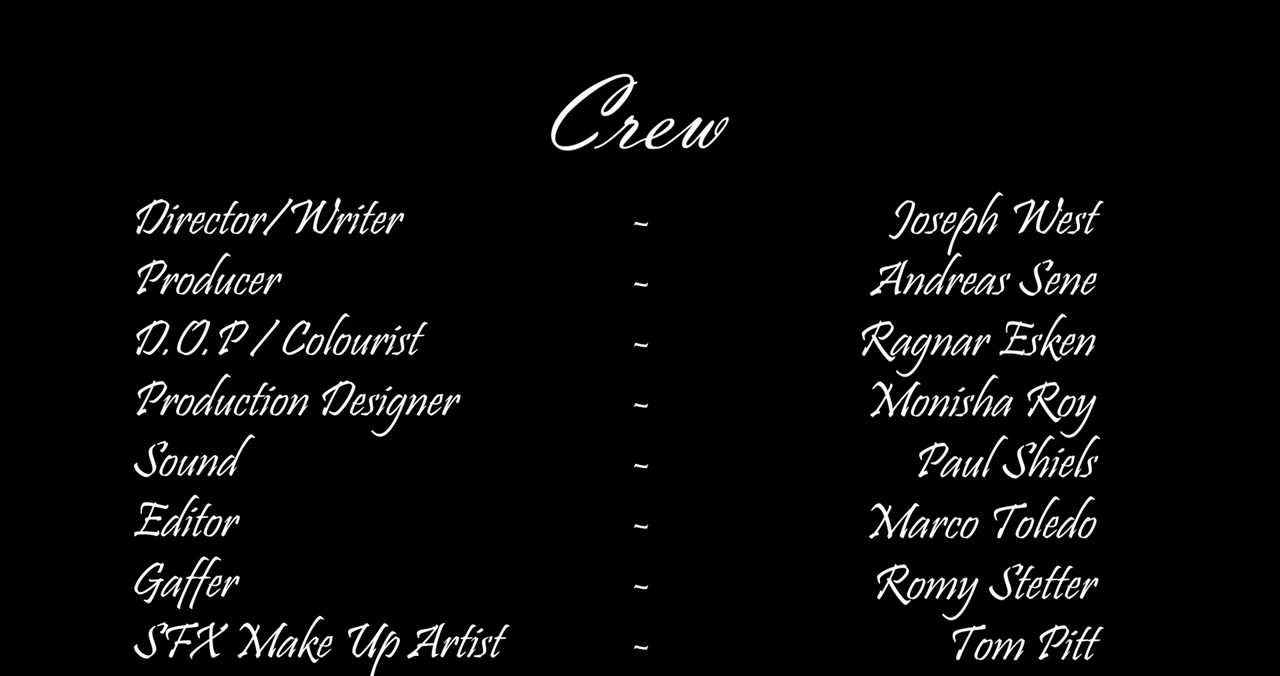 Crew
Director/Writer - Joseph West
Producer - Andreas Sene
D.O.P / Colourist - Ragnar Esken
Production Designer - Monisha Roy
Sound - Paul Shiels
Editor - Marco Toledo
Gaffer - Romy Stetter
SFX Make Up Artist - Tom Pitt